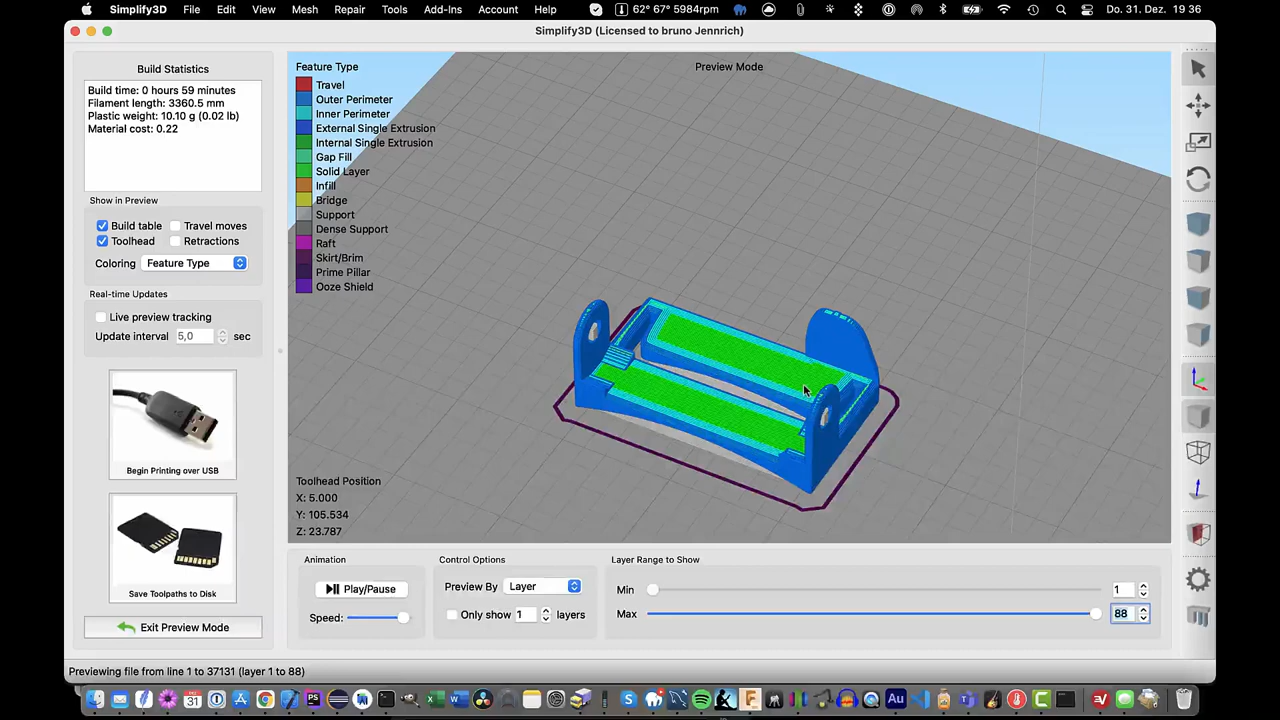 Simplify3D File Edit View Mesh Repair Tools Add-Ins Account Help 62° 67° 5984rpm Do. 31. Dez. 19 36
Simplify3D (Licensed to bruno Jennrich)
Build Statistics
Build time: 0 hours 59 minutes
Filament length: 3360.5 mm
Plastic weight: 10.10 g (0.02 lb)
Material cost: 0.22
Show in Preview
Build table Travel moves
Toolhead Retractions
Coloring Feature Type
Real-time Updates
Live preview tracking
Update interval 5,0 sec
Begin Printing over USB
Save Toolpaths to Disk
Exit Preview Mode
Feature Type
Travel
Outer Perimeter
Inner Perimeter
External Single Extrusion
Internal Single Extrusion
Gap Fill
Solid Layer
Infill
Bridge
Support
Dense Support
Raft
Skirt/Brim
Prime Pillar
Ooze Shield
Preview Mode
Toolhead Position
X: 5.000
Y: 105.534
Z: 23.787
Animation
Play/Pause
Speed:
Control Options
Preview By Layer
Only show 1 layers
Layer Range to Show
Min 1
Max 88
Previewing file from line 1 to 37131 (layer 1 to 88)
31
PS
Au